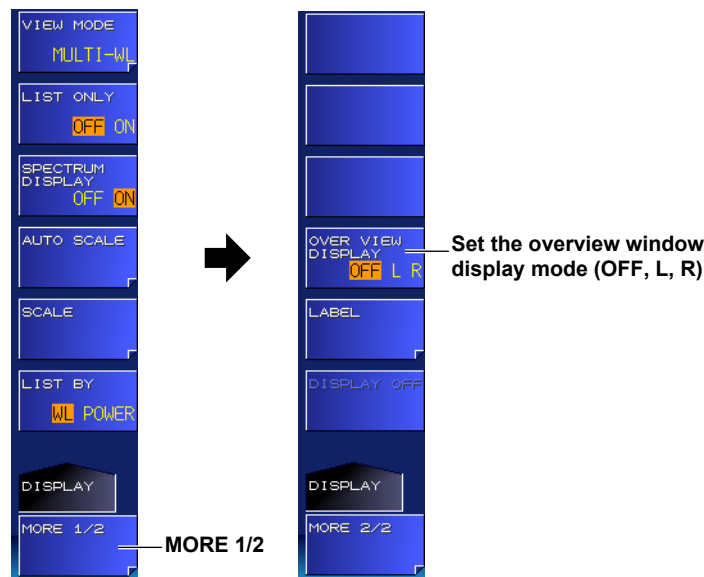 VIEW MODE
MULTI-WL
LIST ONLY
OFF ON
SPECTRUM
DISPLAY
OFF ON
AUTO SCALE
SCALE
LIST BY
WL POWER
DISPLAY
MORE 1/2
MORE 1/2
OVER VIEW
DISPLAY
OFF L R
LABEL
DISPLAY OFF
DISPLAY
MORE 2/2
Set the overview window
display mode (OFF, L, R)